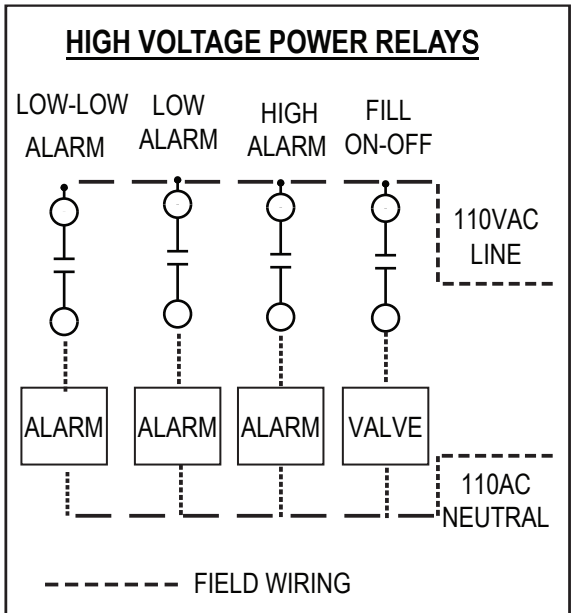 HIGH VOLTAGE POWER RELAYS
LOW-LOW
ALARM
LOW
ALARM
HIGH
ALARM
FILL
ON-OFF
110VAC
LINE
ALARM
ALARM
ALARM
VALVE
110AC
NEUTRAL
FIELD WIRING